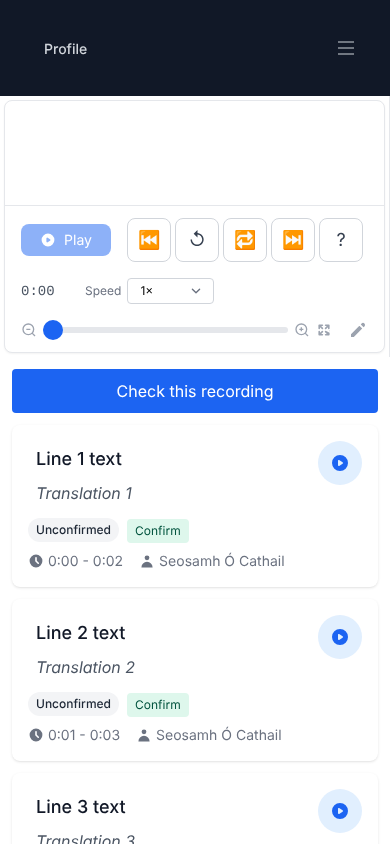 Profile
Play
?
0:00 Speed 1×
Check this recording
Line 1 text
Translation 1
Unconfirmed Confirm
0:00 - 0:02 Seosamh Ó Cathail
Line 2 text
Translation 2
Unconfirmed Confirm
0:01 - 0:03 Seosamh Ó Cathail
Line 3 text
Translation 3